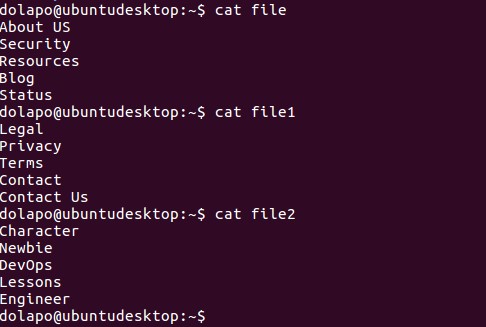 dolapo@ubuntudesktop:~$ cat file
About US
Security
Resources
Blog
Status
dolapo@ubuntudesktop:~$ cat file1
Legal
Privacy
Terms
Contact
Contact Us
dolapo@ubuntudesktop:~$ cat file2
Character
Newbie
DevOps
Lessons
Engineer
dolapo@ubuntudesktop:~$